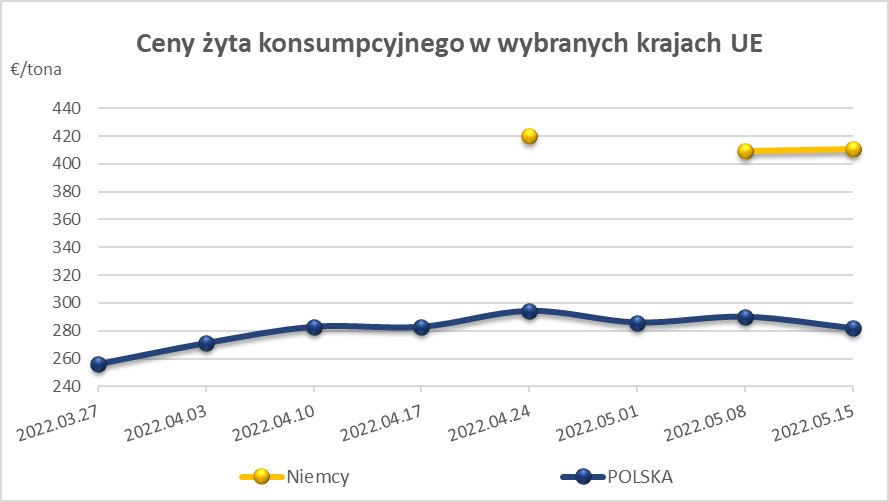 Ceny żyta konsumpcyjnego w wybranych krajach UE
€/tona
440
420
400
380
360
340
320
300
280
260
240
2022.03.27 2022.04.03 2022.04.10 2022.04.17 2022.04.24 2022.05.01 2022.05.08 2022.05.15
Niemcy POLSKA